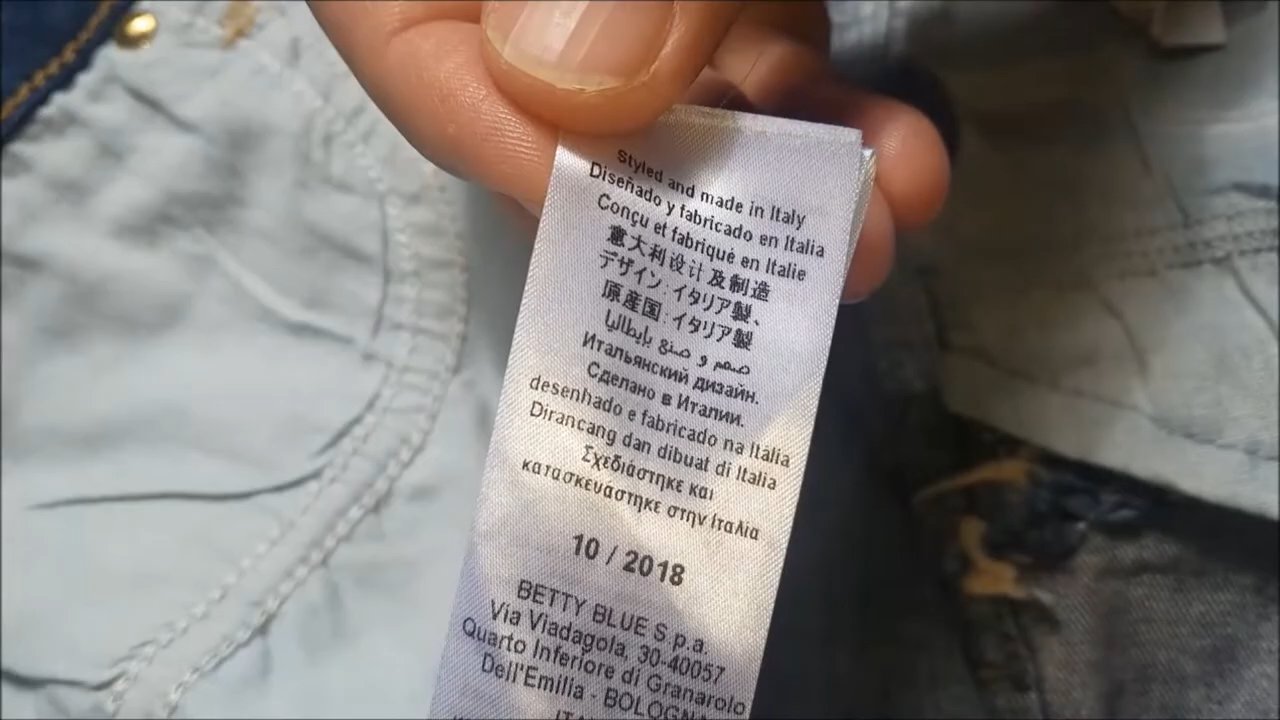 Styled and made in Italy
Diseñado y fabricado en Italia
Conçu et fabriqué en Italie
意大利设计及制造
デザイン:イタリア製、
原産国:イタリア製
صمم و صنع بايطاليا
Итальянский дизайн.
Сделано в Италии.
desenhado e fabricado na Itália
Dirancang dan dibuat di Italia
Σχεδιάστηκε και
κατασκευάστηκε στην Ιταλία
10 / 2018
BETTY BLUE S.p.a.
Via Viadagola, 30-40057
Quarto Inferiore di Granarolo
Dell'Emilia - BOLOGNA